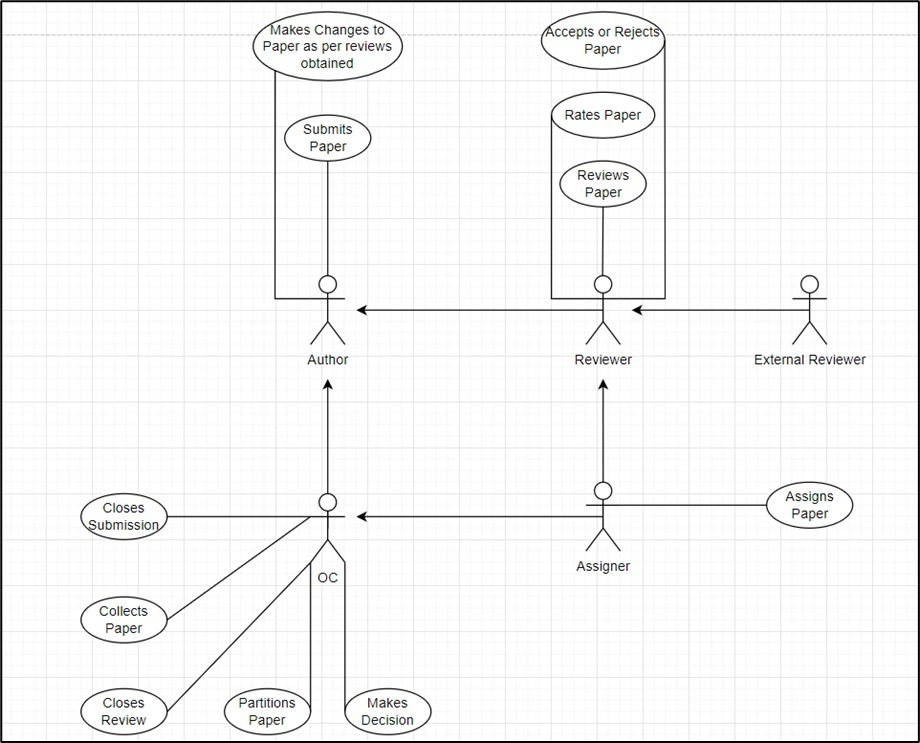 Makes Changes to
Paper as per reviews
obtained
Accepts or Rejects
Paper
Rates Paper
Submits
Paper
Reviews
Paper
Author
Reviewer
External Reviewer
Closes
Submission
Assigns
Paper
Assigner
OC
Collects
Paper
Closes
Review
Partitions
Paper
Makes
Decision